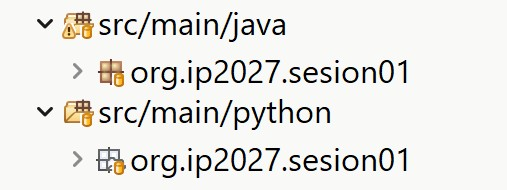 src/main/java
org.ip2027.sesion01
src/main/python
org.ip2027.sesion01